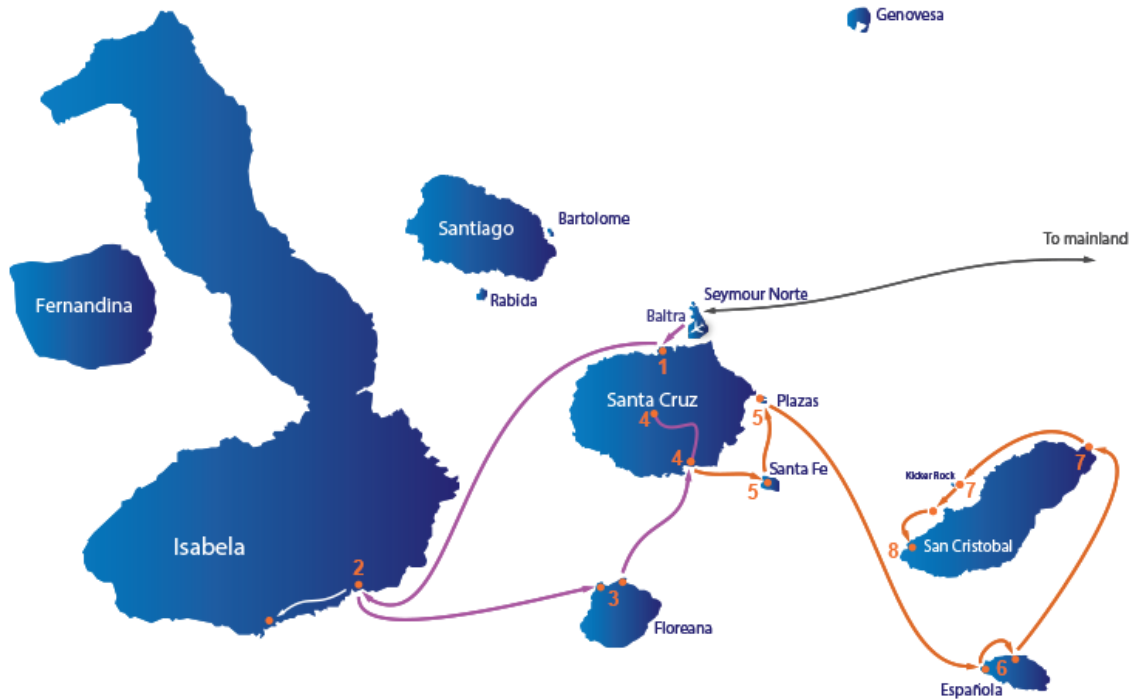 Genovesa
Santiago
Bartolome
To mainland
Fernandina
Rabida
Seymour Norte
Baltra
1
Santa Cruz
4
Plazas
5
4
Santa Fe
5
Kicker Rock
7
7
San Cristobal
8
Isabela
2
3
Floreana
6
Española